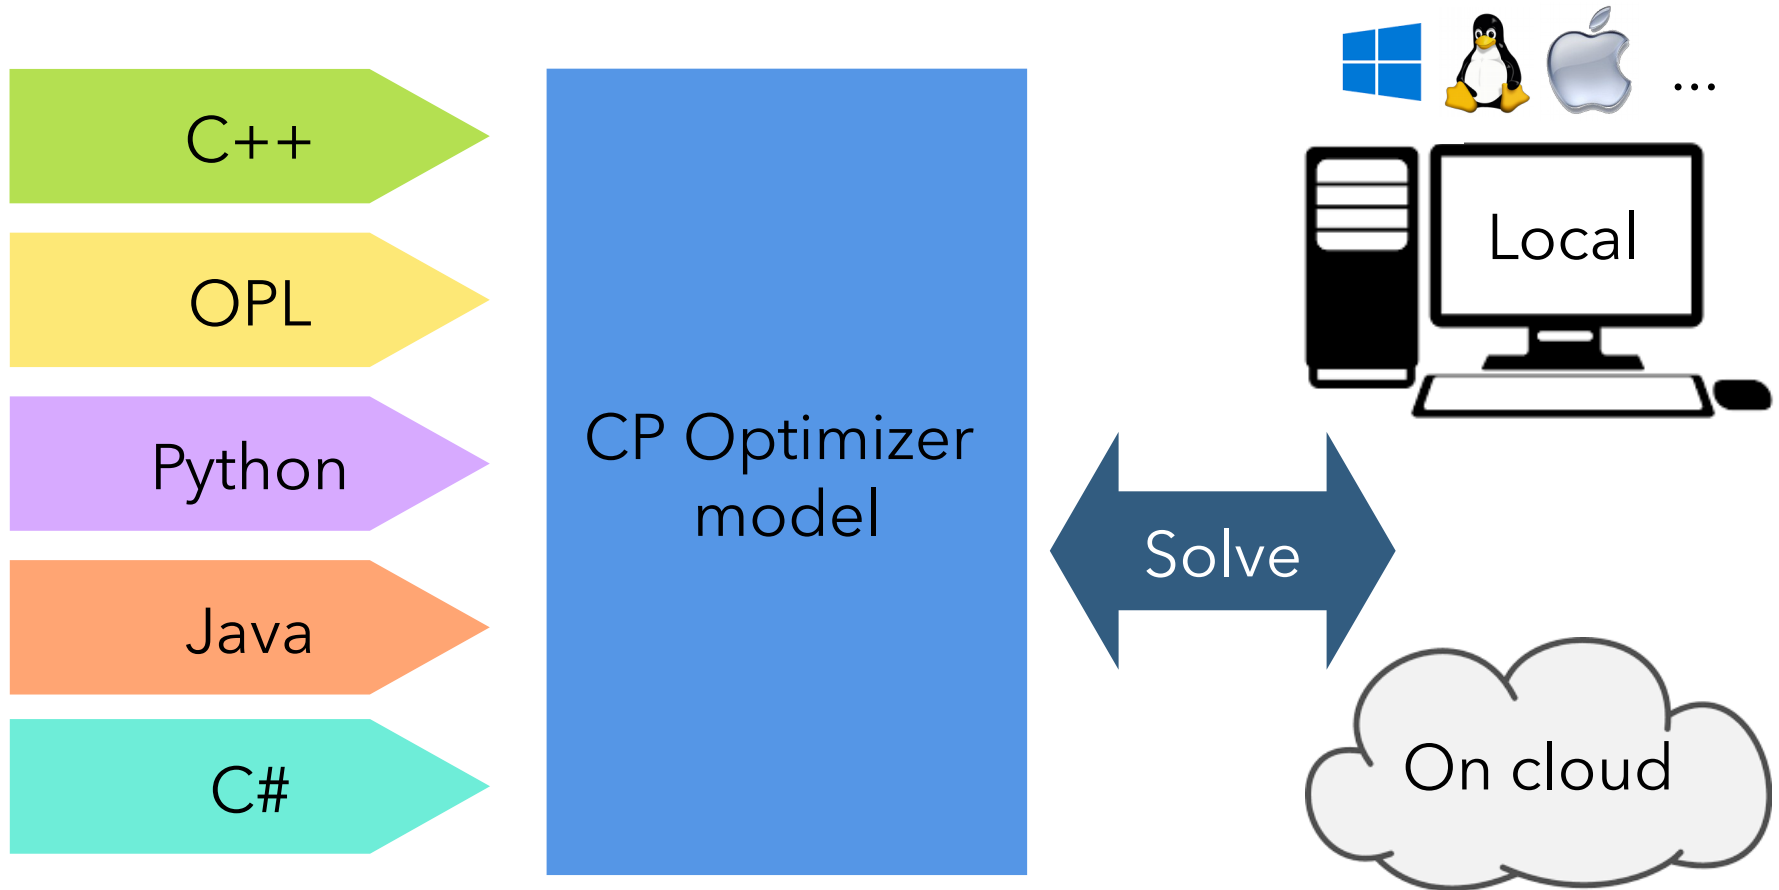 C++
OPL
Python
Java
C#
CP Optimizer
model
Solve
...
Local
On cloud